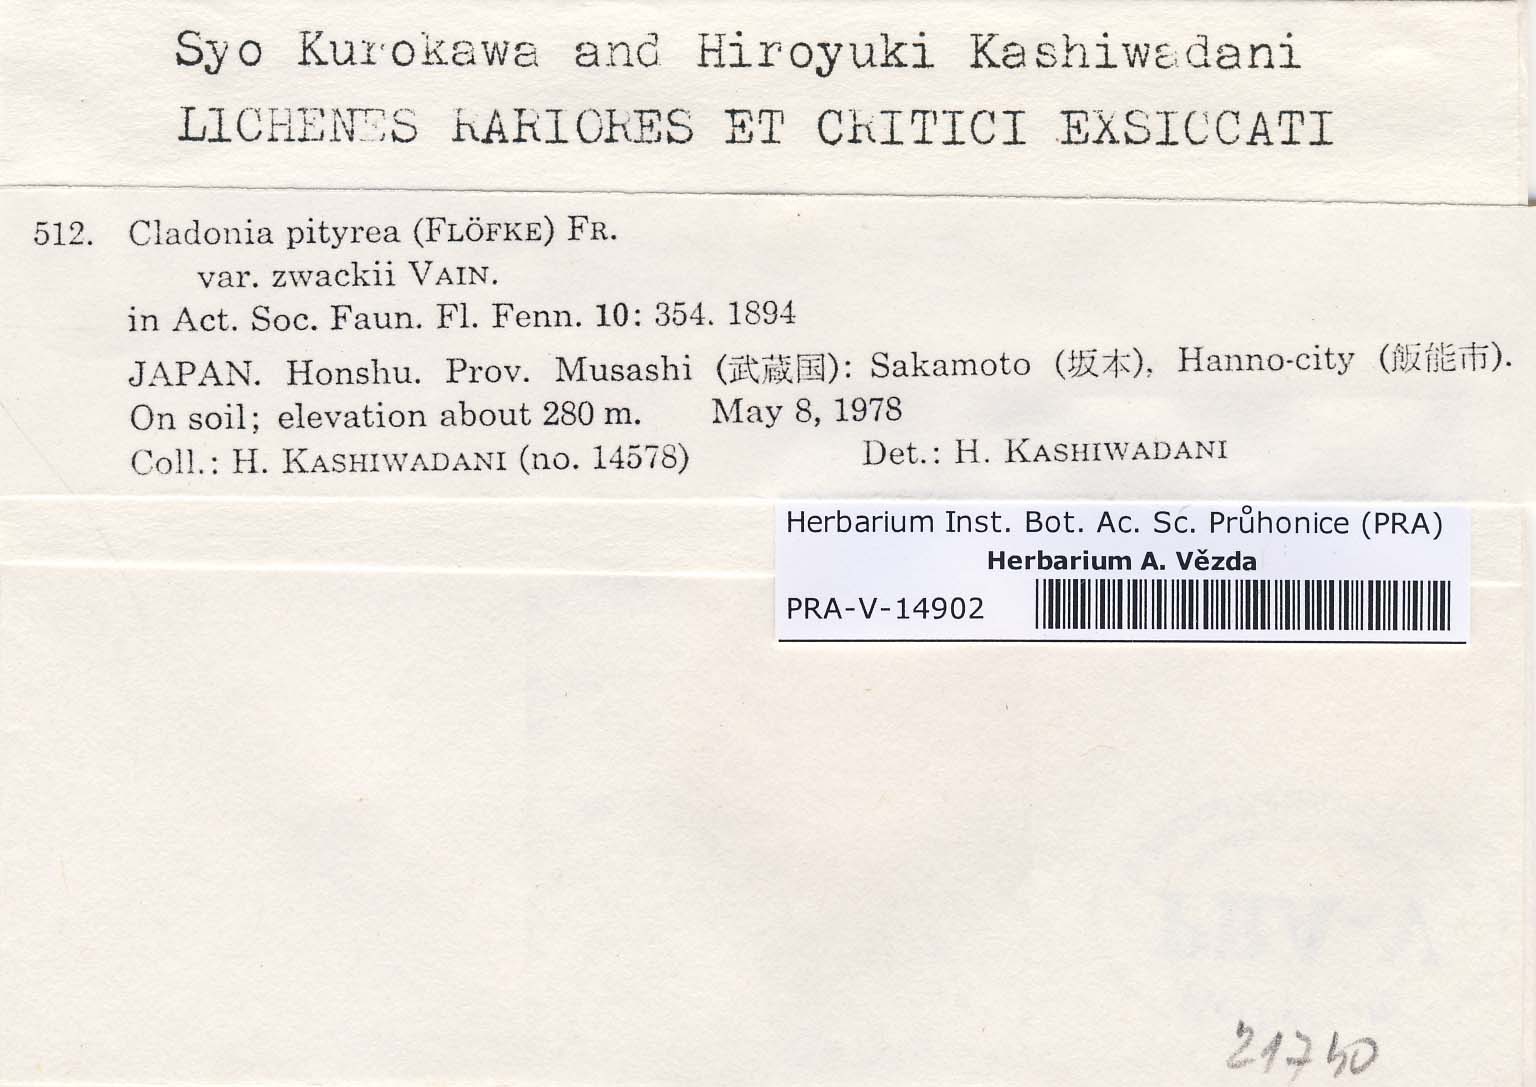 Syo Kurokawa and Hiroyuki Kashiwadani
LICHENES RARIORES ET CRITICI EXSICCATI
512. Cladonia pityrea (FLÖFKE) FR.
var. zwackii VAIN.
in Act. Soc. Faun. Fl. Fenn. 10: 354. 1894
JAPAN. Honshu. Prov. Musashi (武蔵国): Sakamoto (坂本), Hanno-city (飯能市).
On soil; elevation about 280 m. May 8, 1978
Coll.: H. KASHIWADANI (no. 14578) Det.: H. KASHIWADANI
Herbarium Inst. Bot. Ac. Sc. Průhonice (PRA)
Herbarium A. Vězda
PRA-V-14902
21740